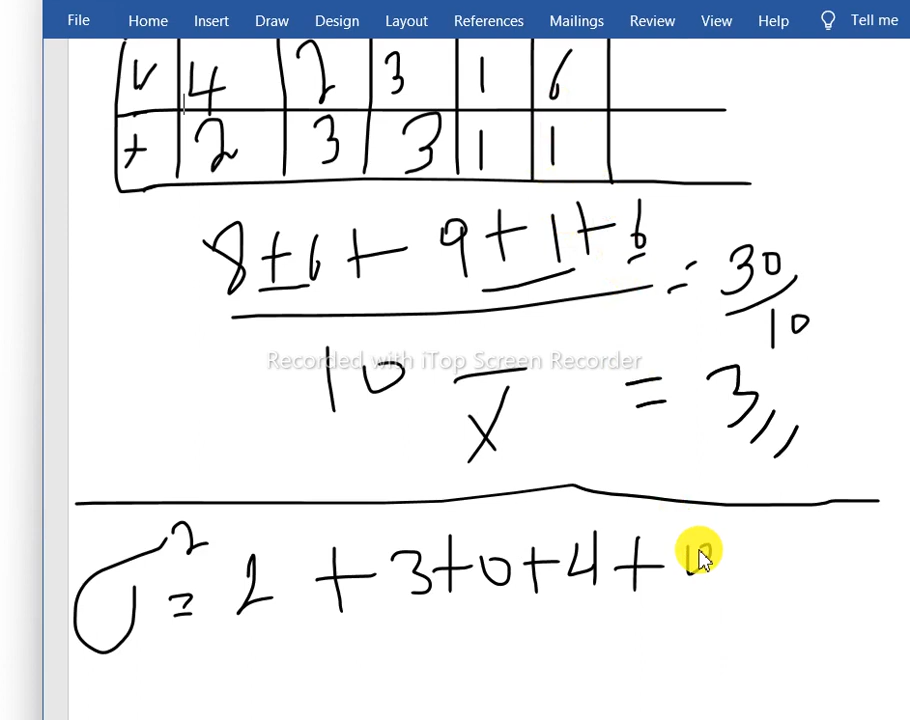 File Home Insert Draw Design Layout References Mailings Review View Help Tell me
V 4 2 3 1 6
+ 2 3 3 1 1
8+6+9+1+6 = 30/10
10
Recorded with iTop Screen Recorder
x̄ = 3,,
σ² = 2 + 3+0+4+